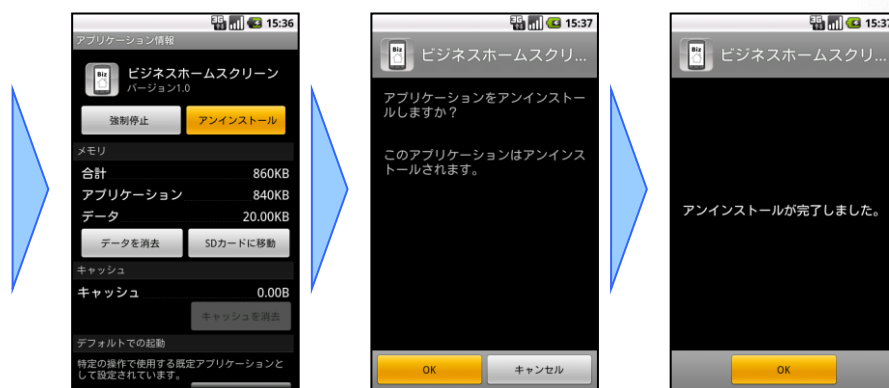 3G 15:36
アプリケーション情報
Biz
ビジネスホームスクリーン
バージョン1.0
強制停止
アンインストール
メモリ
合計 860KB
アプリケーション 840KB
データ 20.00KB
データを消去
SDカードに移動
キャッシュ
キャッシュ 0.00B
キャッシュを消去
デフォルトでの起動
特定の操作で使用する既定アプリケーションと
して設定されています。
3G 15:37
Biz
ビジネスホームスクリ...
アプリケーションをアンインストー
ルしますか？
このアプリケーションはアンインス
トールされます。
OK
キャンセル
3G 15:37
Biz
ビジネスホームスクリ...
アンインストールが完了しました。
OK